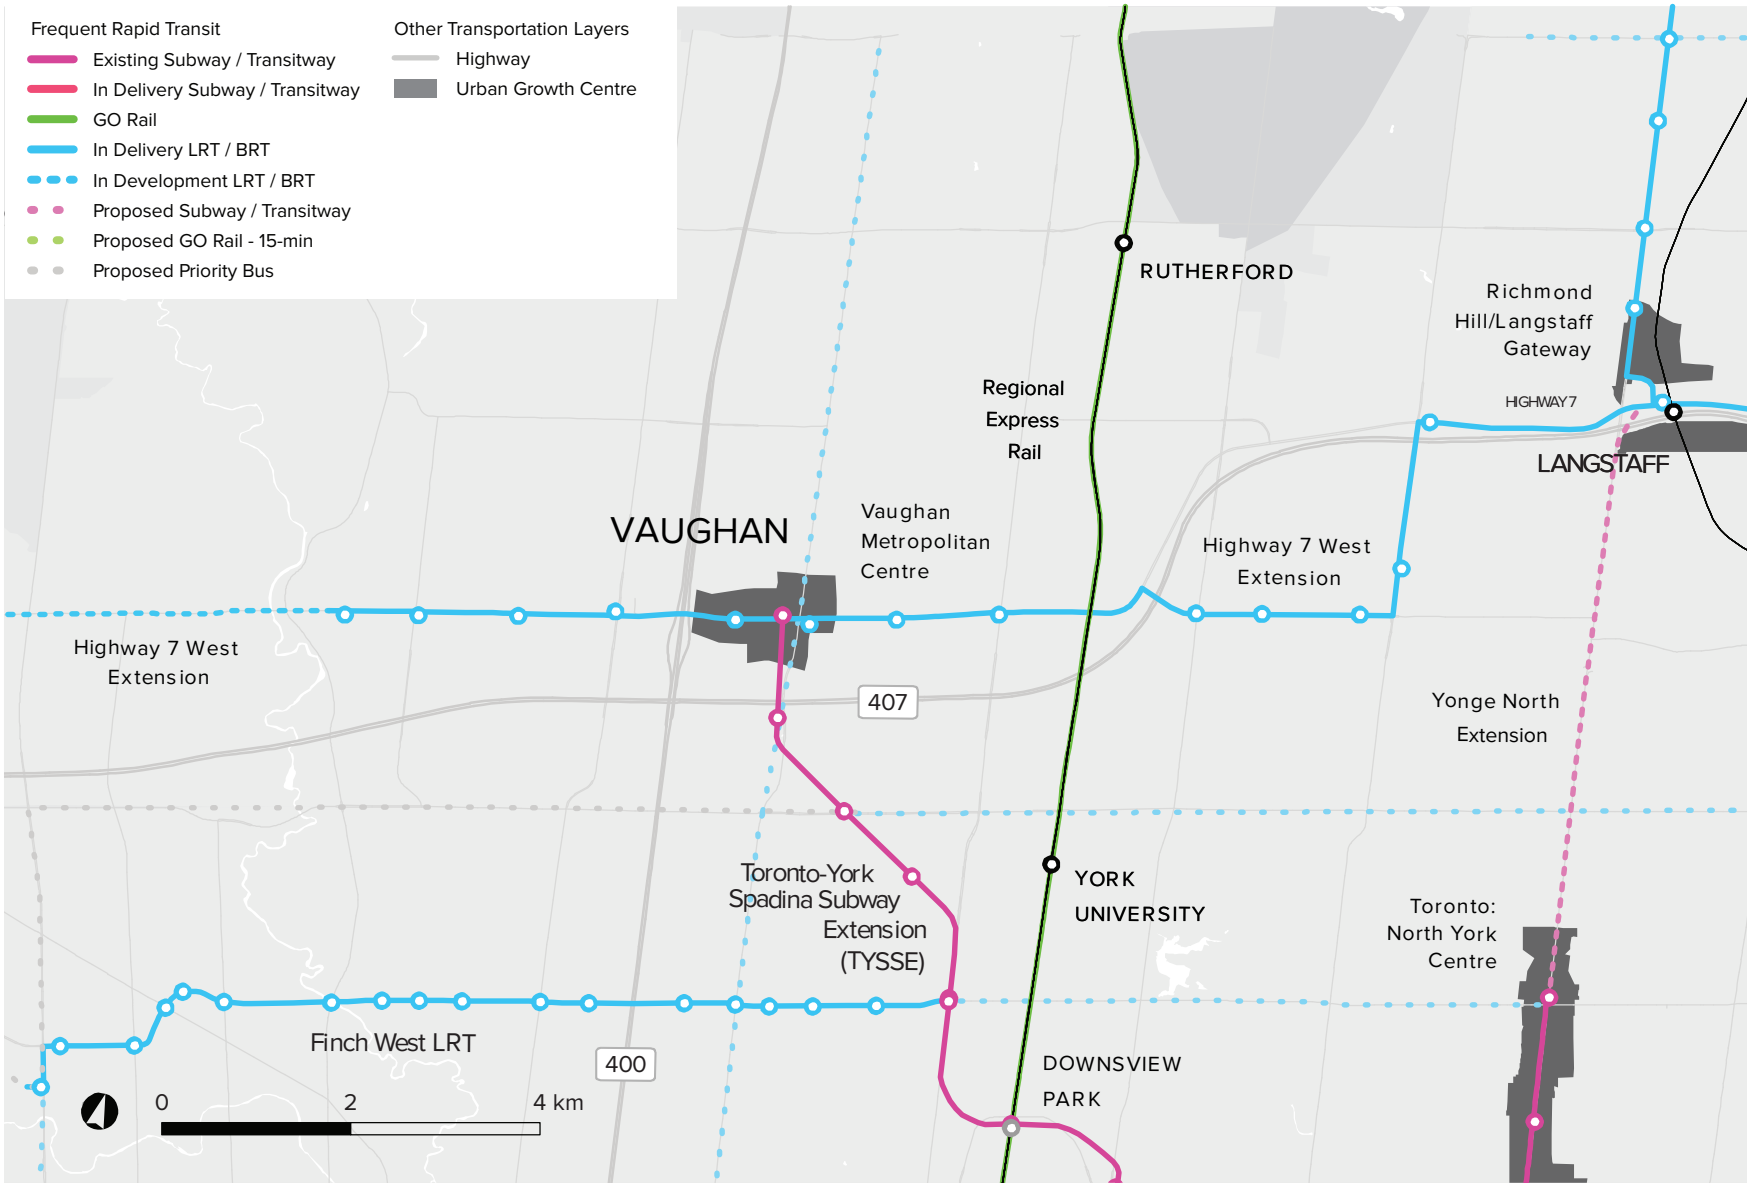 Frequent Rapid Transit
Existing Subway / Transitway
In Delivery Subway / Transitway
GO Rail
In Delivery LRT / BRT
In Development LRT / BRT
Proposed Subway / Transitway
Proposed GO Rail - 15-min
Proposed Priority Bus
Other Transportation Layers
Highway
Urban Growth Centre
RUTHERFORD
Richmond
Hill/Langstaff
Gateway
HIGHWAY 7
LANGSTAFF
Regional
Express
Rail
VAUGHAN
Vaughan
Metropolitan
Centre
Highway 7 West
Extension
Highway 7 West
Extension
407
Yonge North
Extension
Toronto-York
Spadina Subway
Extension
(TYSSE)
YORK
UNIVERSITY
Toronto:
North York
Centre
Finch West LRT
400
DOWNSVIEW
PARK
0 2 4 km